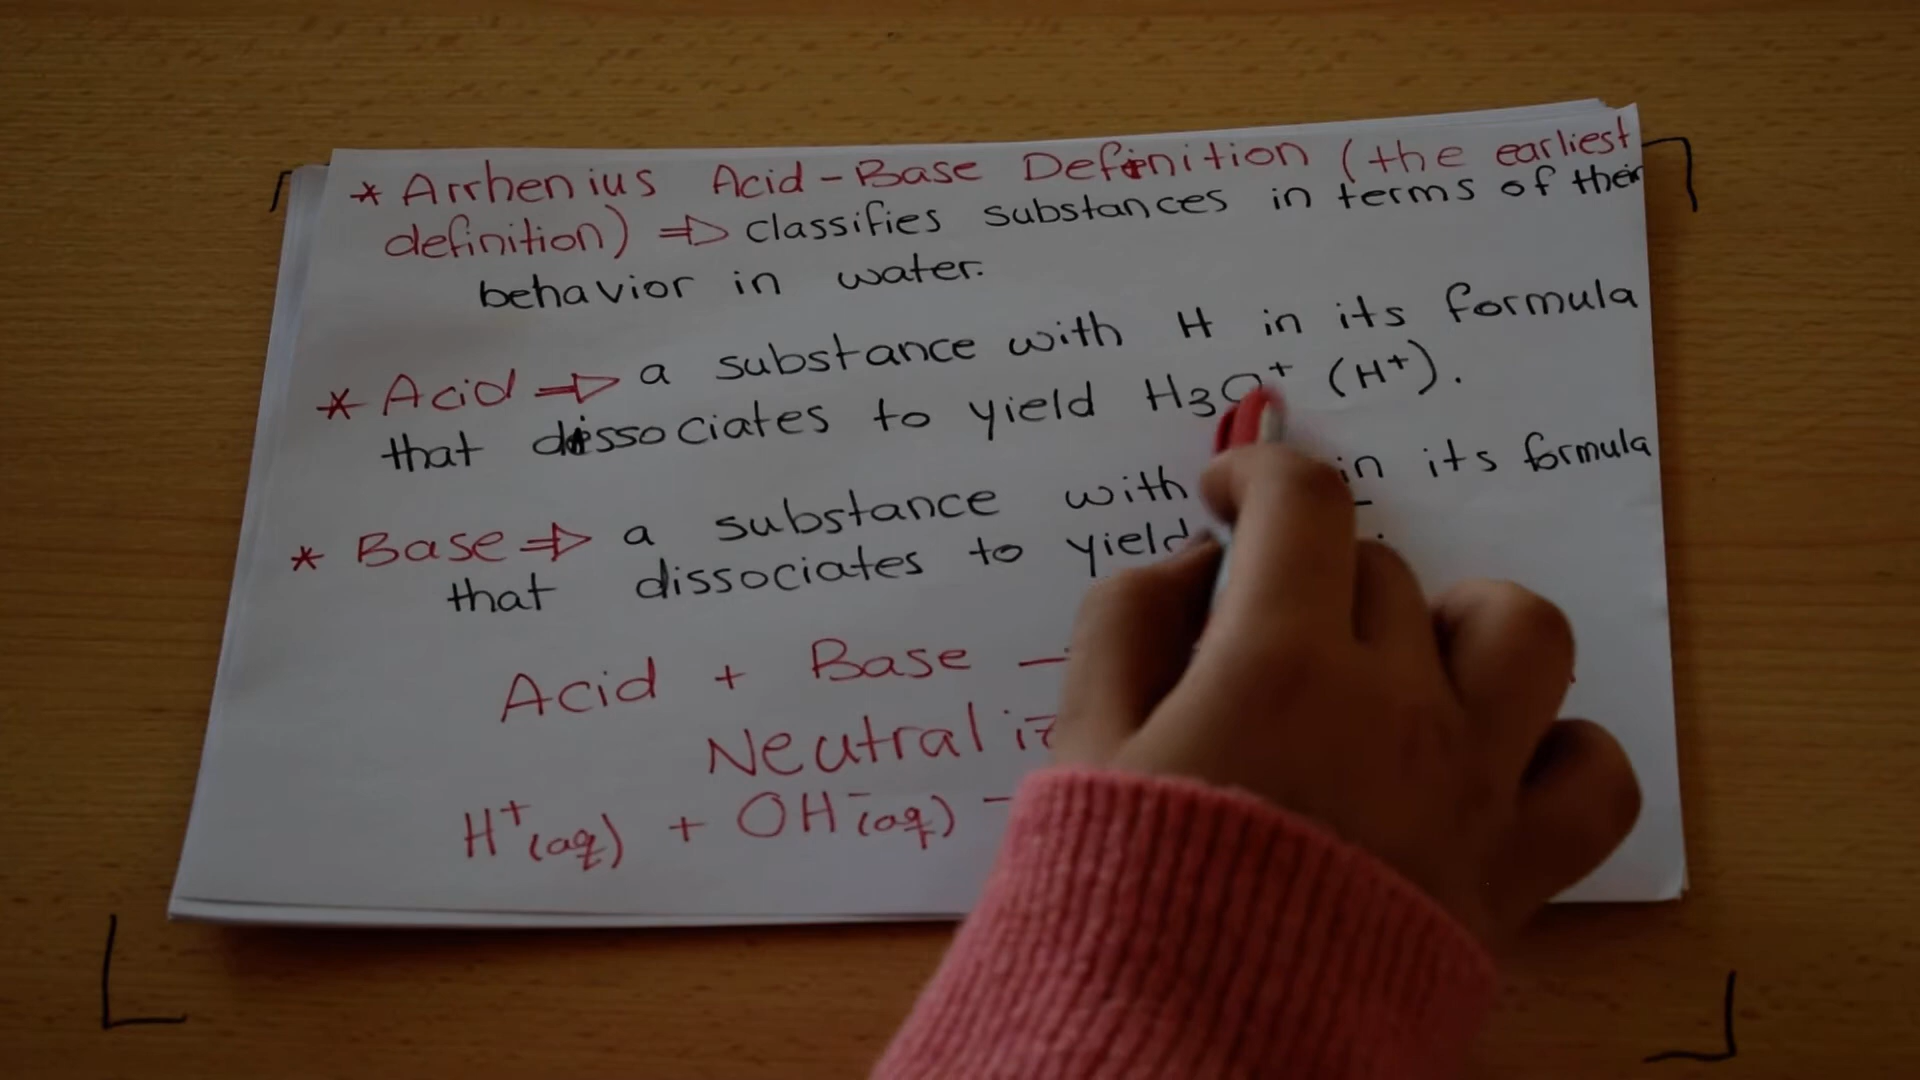 * Arrhenius Acid-Base Definition (the earliest
definition) ⇒ classifies substances in terms of their
behavior in water.
* Acid ⇒ a substance with H in its formula
that dissociates to yield H3O+ (H+).
* Base ⇒ a substance with in its formula
that dissociates to yield
Acid + Base
H+(aq) + OH-(aq)